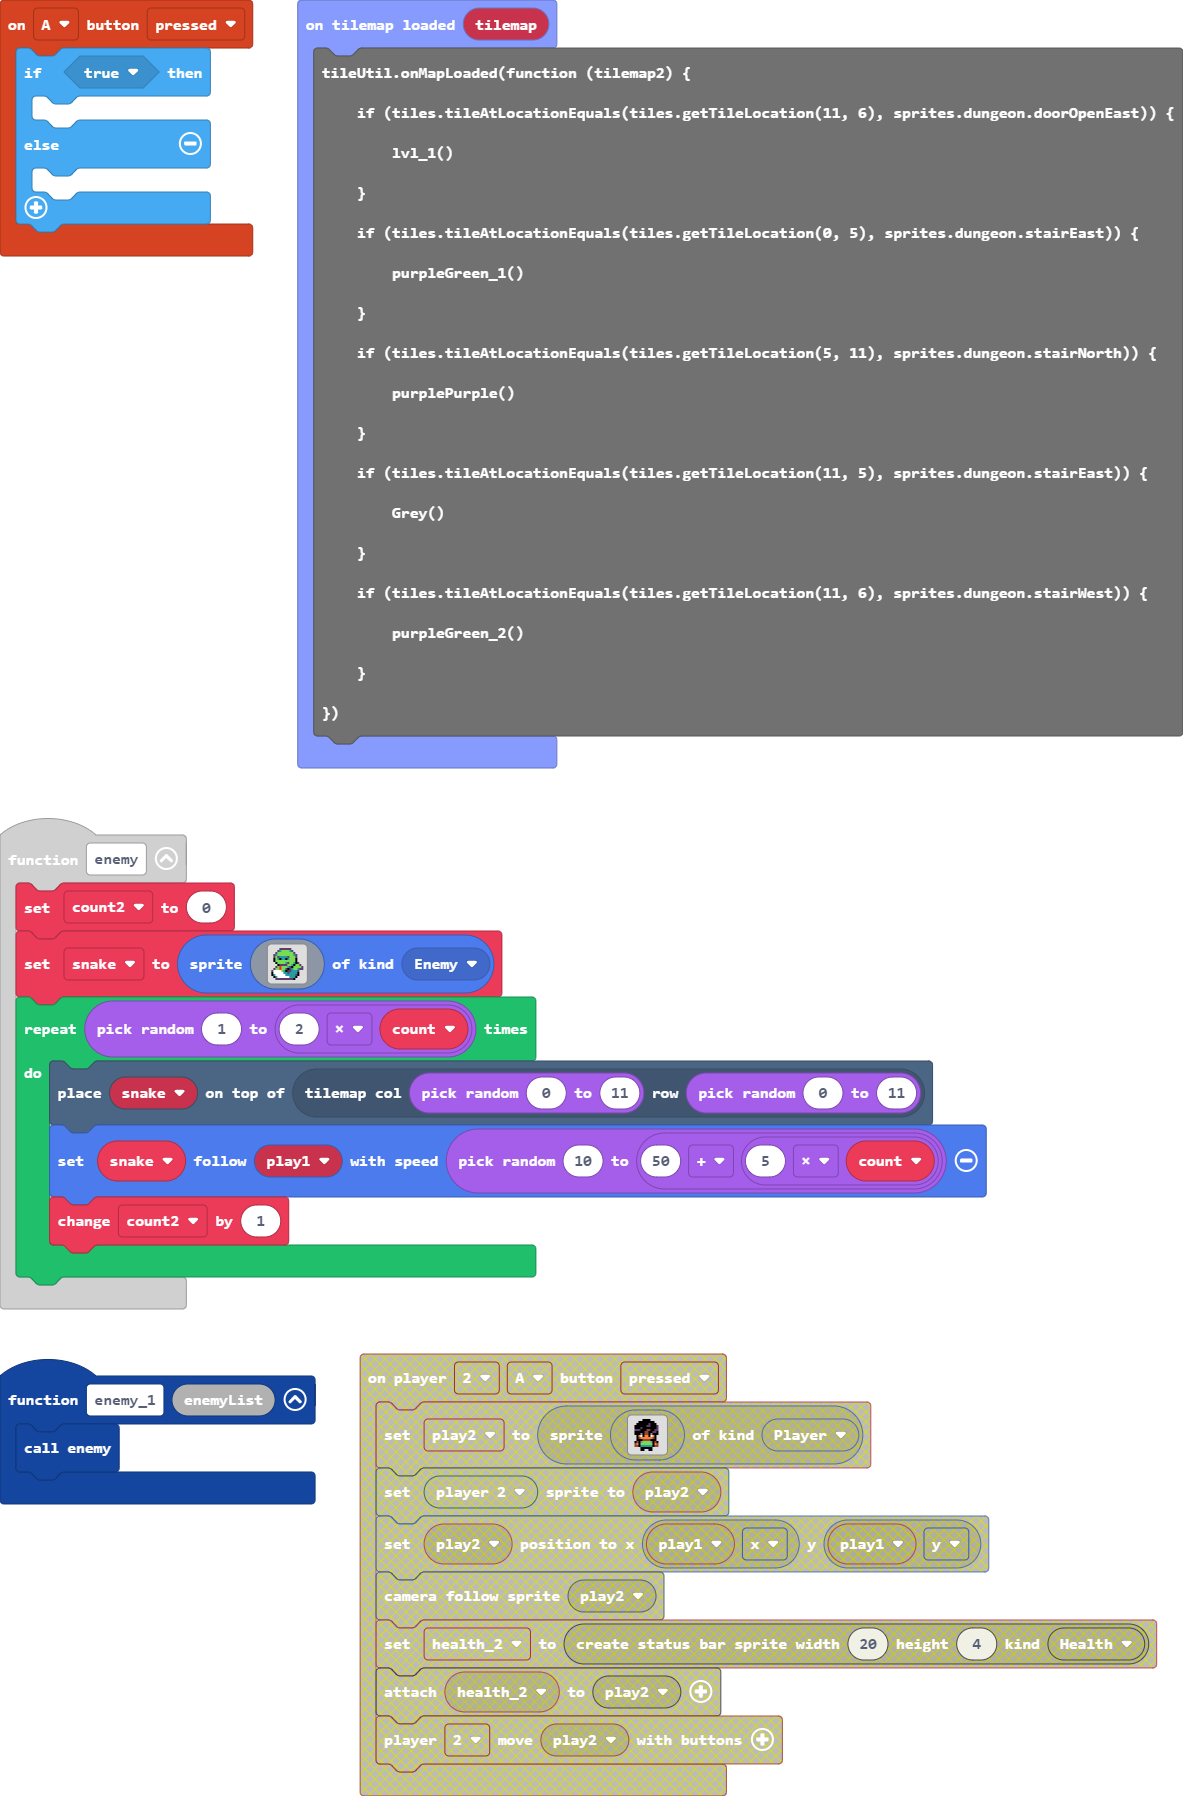 on A button pressed
if true then
else
on tilemap loaded tilemap
tileUtil.onMapLoaded(function (tilemap2) {
if (tiles.tileAtLocationEquals(tiles.getTileLocation(11, 6), sprites.dungeon.doorOpenEast)) {
lvl_1()
}
if (tiles.tileAtLocationEquals(tiles.getTileLocation(0, 5), sprites.dungeon.stairEast)) {
purpleGreen_1()
}
if (tiles.tileAtLocationEquals(tiles.getTileLocation(5, 11), sprites.dungeon.stairNorth)) {
purplePurple()
}
if (tiles.tileAtLocationEquals(tiles.getTileLocation(11, 5), sprites.dungeon.stairEast)) {
Grey()
}
if (tiles.tileAtLocationEquals(tiles.getTileLocation(11, 6), sprites.dungeon.stairWest)) {
purpleGreen_2()
}
})
function enemy
set count2 to 0
set snake to sprite of kind Enemy
repeat pick random 1 to 2 × count times
do
place snake on top of tilemap col pick random 0 to 11 row pick random 0 to 11
set snake follow play1 with speed pick random 10 to 50 + 5 × count
change count2 by 1
function enemy_1 enemyList
call enemy
on player 2 A button pressed
set play2 to sprite of kind Player
set player 2 sprite to play2
set play2 position to x play1 x y play1 y
camera follow sprite play2
set health_2 to create status bar sprite width 20 height 4 kind Health
attach health_2 to play2
player 2 move play2 with buttons